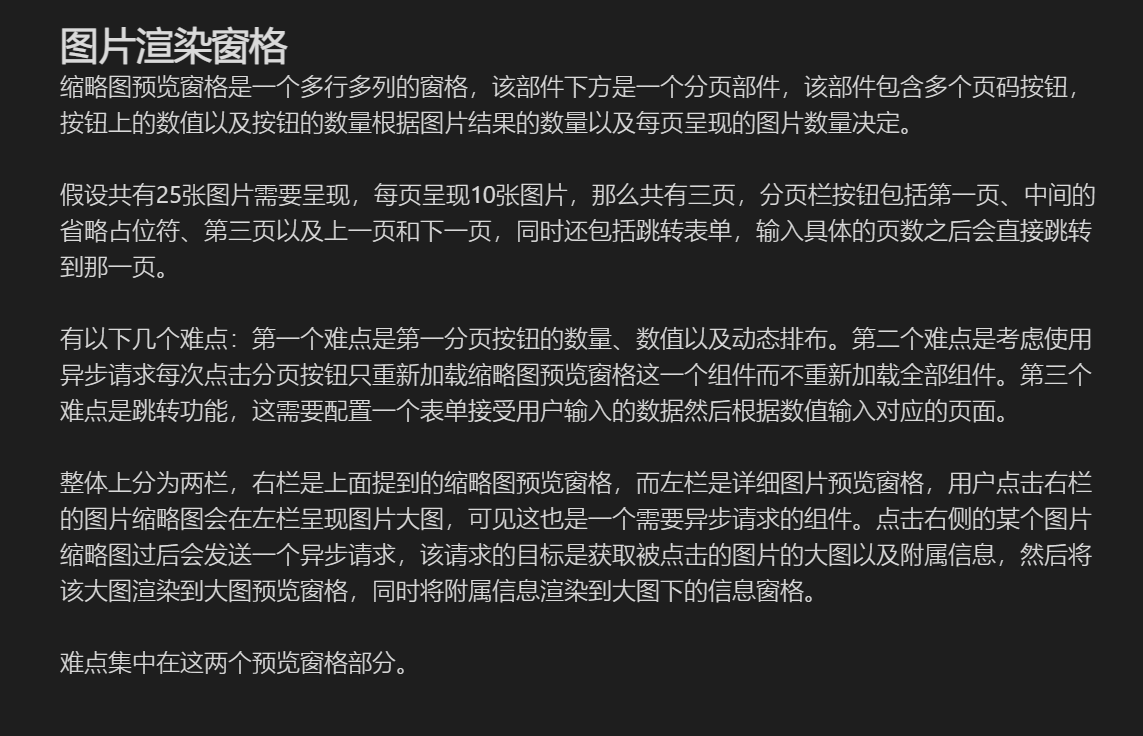 图片渲染窗格
缩略图预览窗格是一个多行多列的窗格，该部件下方是一个分页部件，该部件包含多个页码按钮，
按钮上的数值以及按钮的数量根据图片结果的数量以及每页呈现的图片数量决定。
假设共有25张图片需要呈现，每页呈现10张图片，那么共有三页，分页栏按钮包括第一页、中间的
省略占位符、第三页以及上一页和下一页，同时还包括跳转表单，输入具体的页数之后会直接跳转
到那一页。
有以下几个难点：第一个难点是第一分页按钮的数量、数值以及动态排布。第二个难点是考虑使用
异步请求每次点击分页按钮只重新加载缩略图预览窗格这一个组件而不重新加载全部组件。第三个
难点是跳转功能，这需要配置一个表单接受用户输入的数据然后根据数值输入对应的页面。
整体上分为两栏，右栏是上面提到的缩略图预览窗格，而左栏是详细图片预览窗格，用户点击右栏
的图片缩略图会在左栏呈现图片大图，可见这也是一个需要异步请求的组件。点击右侧的某个图片
缩略图过后会发送一个异步请求，该请求的目标是获取被点击的图片的大图以及附属信息，然后将
该大图渲染到大图预览窗格，同时将附属信息渲染到大图下的信息窗格。
难点集中在这两个预览窗格部分。